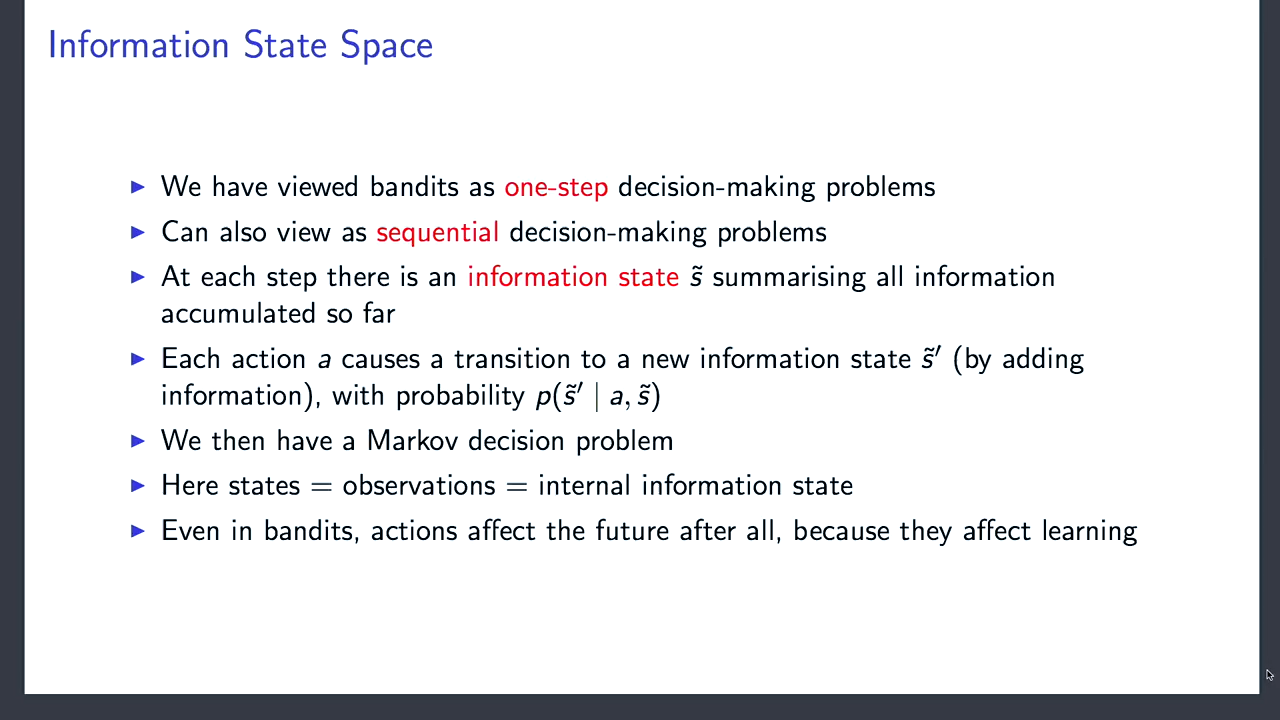 Information State Space
▶ We have viewed bandits as one-step decision-making problems
▶ Can also view as sequential decision-making problems
▶ At each step there is an information state s̃ summarising all information
accumulated so far
▶ Each action a causes a transition to a new information state s̃′ (by adding
information), with probability p(s̃′ | a, s̃)
▶ We then have a Markov decision problem
▶ Here states = observations = internal information state
▶ Even in bandits, actions affect the future after all, because they affect learning